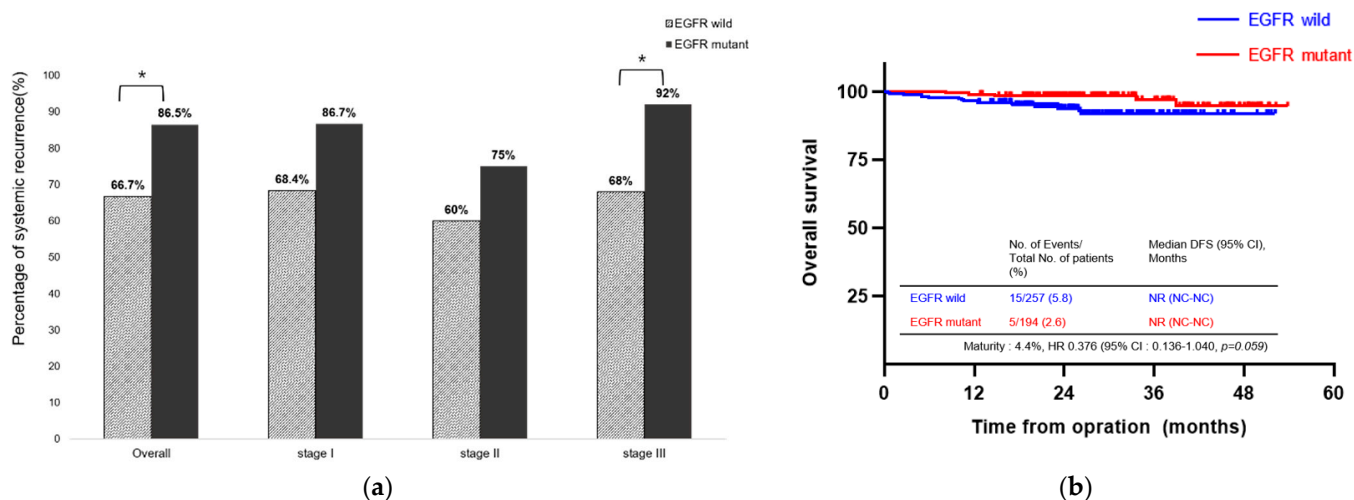 EGFR wild
EGFR mutant
Percentage of systemic recurrence(%)
100
90
80
70
60
50
40
30
20
10
0
*
*
66.7%
86.5%
68.4%
86.7%
60%
75%
68%
92%
Overall
stage I
stage II
stage III
(a)
EGFR wild
EGFR mutant
Overall survival
100
75
50
25
No. of Events/
Total No. of patients
(%)
Median DFS (95% CI),
Months
EGFR wild 15/257 (5.8) NR (NC-NC)
EGFR mutant 5/194 (2.6) NR (NC-NC)
Maturity : 4.4%, HR 0.376 (95% CI : 0.136-1.040, p=0.059)
0 12 24 36 48 60
Time from opration (months)
(b)